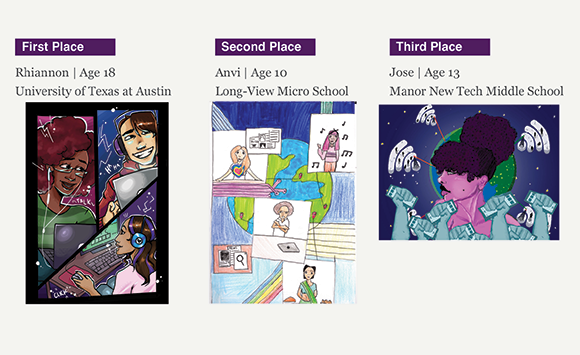 First Place
Rhiannon | Age 18
University of Texas at Austin
TALK
Second Place
Anvi | Age 10
Long-View Micro School
Third Place
Jose | Age 13
Manor New Tech Middle School